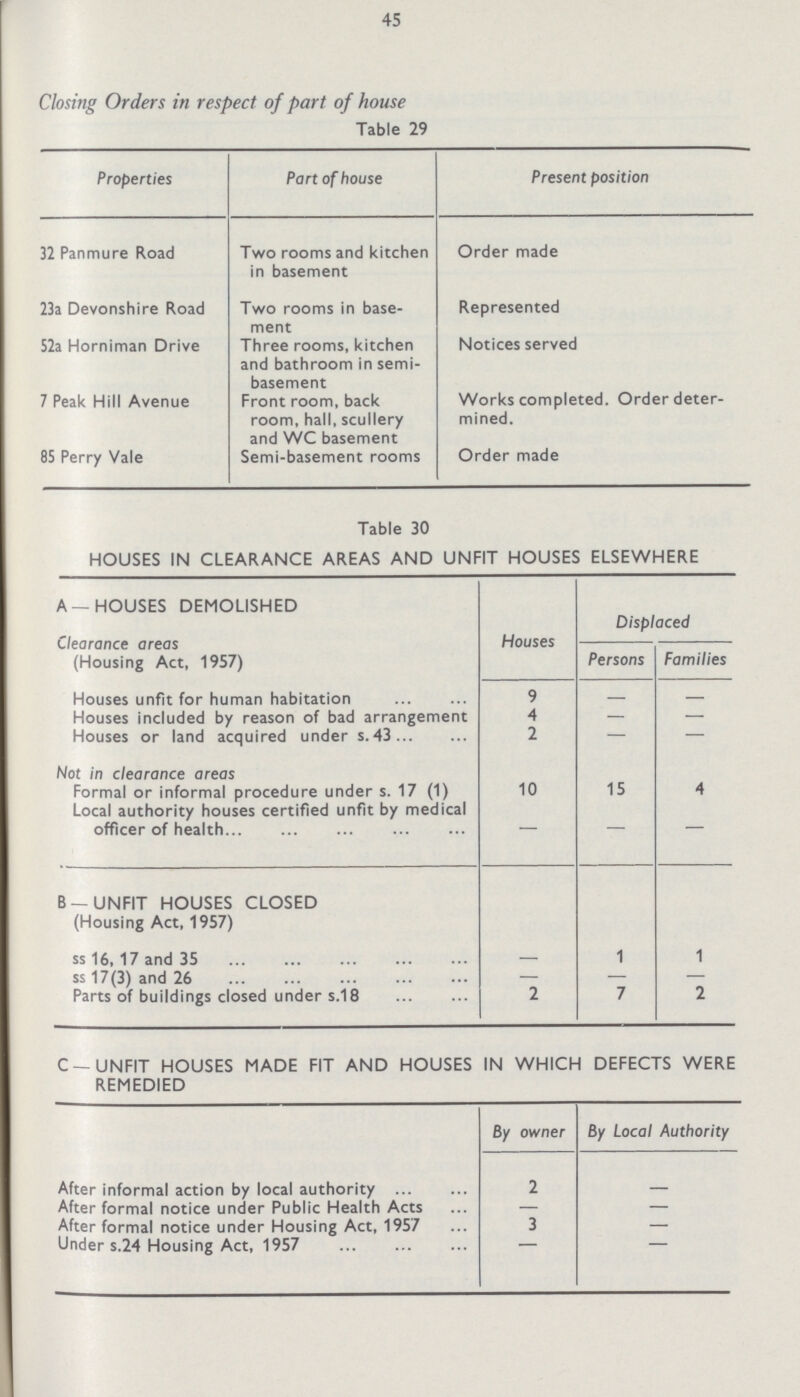 45
Closing Orders in respect of part of house
Table 29
Properties Part of house Present position
32 Panmure Road Two rooms and kitchen Order made
in basement
23a Devonshire Road Two rooms in base- Represented
ment
52a Horniman Drive Three rooms, kitchen Notices served
and bathroom in semi-
basement
7 Peak Hill Avenue Front room, back Works completed. Order deter-
room, hall, scullery mined.
and WC basement
85 Perry Vale Semi-basement rooms Order made
Table 30
HOUSES IN CLEARANCE AREAS AND UNFIT HOUSES ELSEWHERE
A — HOUSES DEMOLISHED
Displaced
Clearance areas Houses
(Housing Act, 1957) Persons Families
Houses unfit for human habitation ... ... 9 — —
Houses included by reason of bad arrangement 4 — —
Houses or land acquired under s.43 ... ... 2 — —
Not in clearance areas
Formal or informal procedure under s. 17 (1) 10 15 4
Local authority houses certified unfit by medical
officer of health... ... ... ... ... — — —
B — UNFIT HOUSES CLOSED
(Housing Act, 1957)
ss 16, 17 and 35 ... ... ... ... ... — 1 1
ss 17(3) and 26 ... ... ... ... ... — — —
Parts of buildings closed under s.18 ... ... 2 7 2
C — UNFIT HOUSES MADE FIT AND HOUSES IN WHICH DEFECTS WERE
REMEDIED
By owner By Local Authority
After informal action by local authority ... ... 2 —
After formal notice under Public Health Acts ... — —
After formal notice under Housing Act, 1957 ... 3 —
Under s.24 Housing Act, 1957 ... ... ... — —